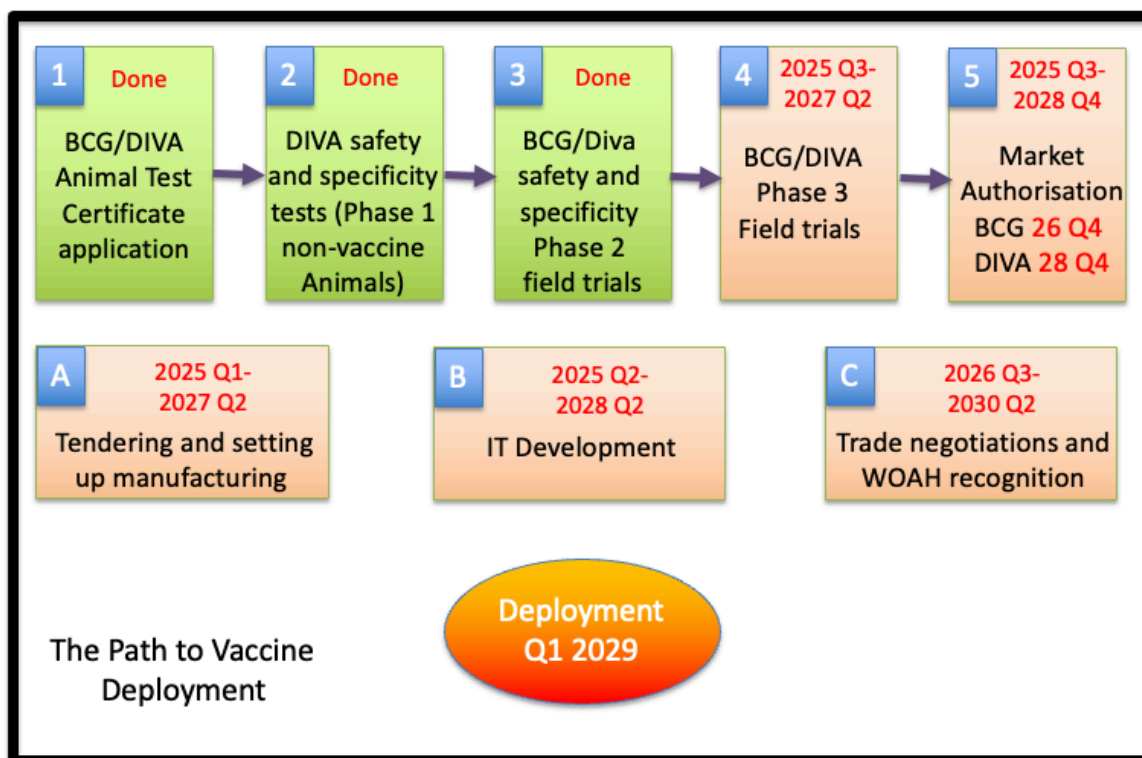 1 Done
BCG/DIVA
Animal Test
Certificate
application
2 Done
DIVA safety
and specificity
tests (Phase 1
non-vaccine
Animals)
3 Done
BCG/Diva
safety and
specificity
Phase 2
field trials
4 2025 Q3-
2027 Q2
BCG/DIVA
Phase 3
Field trials
5 2025 Q3-
2028 Q4
Market
Authorisation
BCG 26 Q4
DIVA 28 Q4
A 2025 Q1-
2027 Q2
Tendering and setting
up manufacturing
B 2025 Q2-
2028 Q2
IT Development
C 2026 Q3-
2030 Q2
Trade negotiations and
WOAH recognition
Deployment
Q1 2029
The Path to Vaccine
Deployment